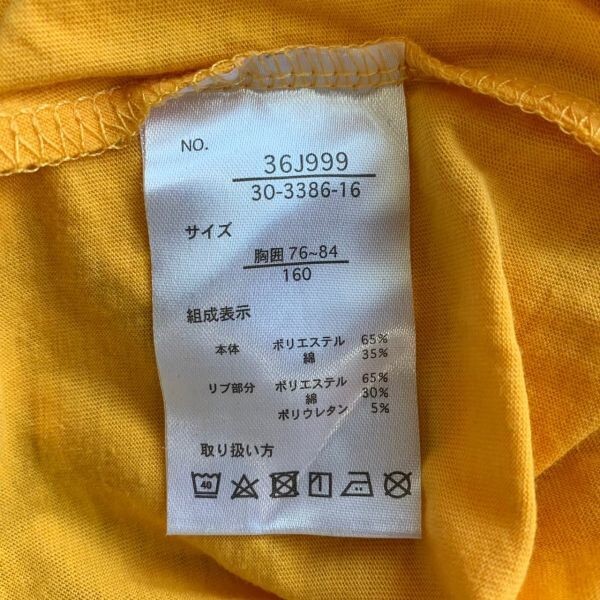 NO.
36J999
30-3386-16
サイズ
胸囲 76~84
160
組成表示
本体 ポリエステル 65%
綿 35%
リブ部分 ポリエステル 65%
綿 30%
ポリウレタン 5%
取り扱い方
40